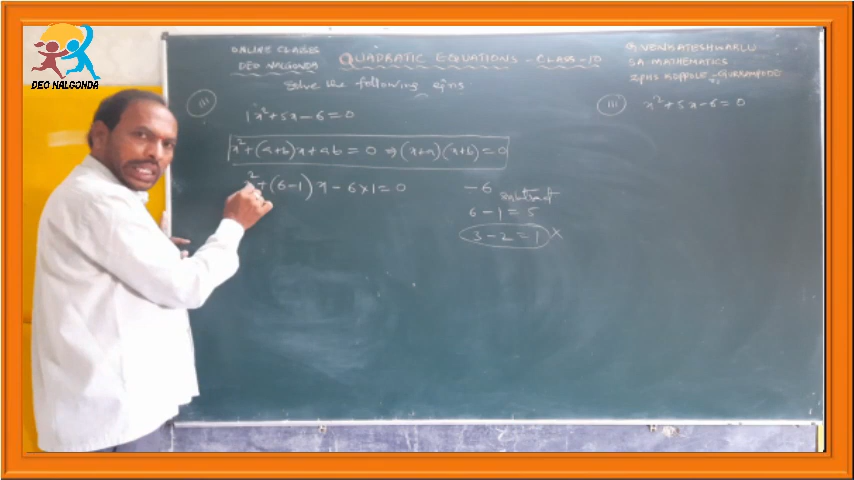 DEO NALGONDA
ONLINE CLASSES
DEO NALGONDA
QUADRATIC EQUATIONS - CLASS-10
G VENKATESHWARLU
SA-MATHEMATICS
ZPHS KOPPOLE - GURRAMPODE
Solve the following eqns
(iii)
1x²+5x-6=0
x²+(a+b)x+ab=0 ⇒(x+a)(x+b)=0
x²+(6-1)x-6×1=0
-6
Subtract
6-1=5
3-2=1 ×
(iii) x²+5x-6=0